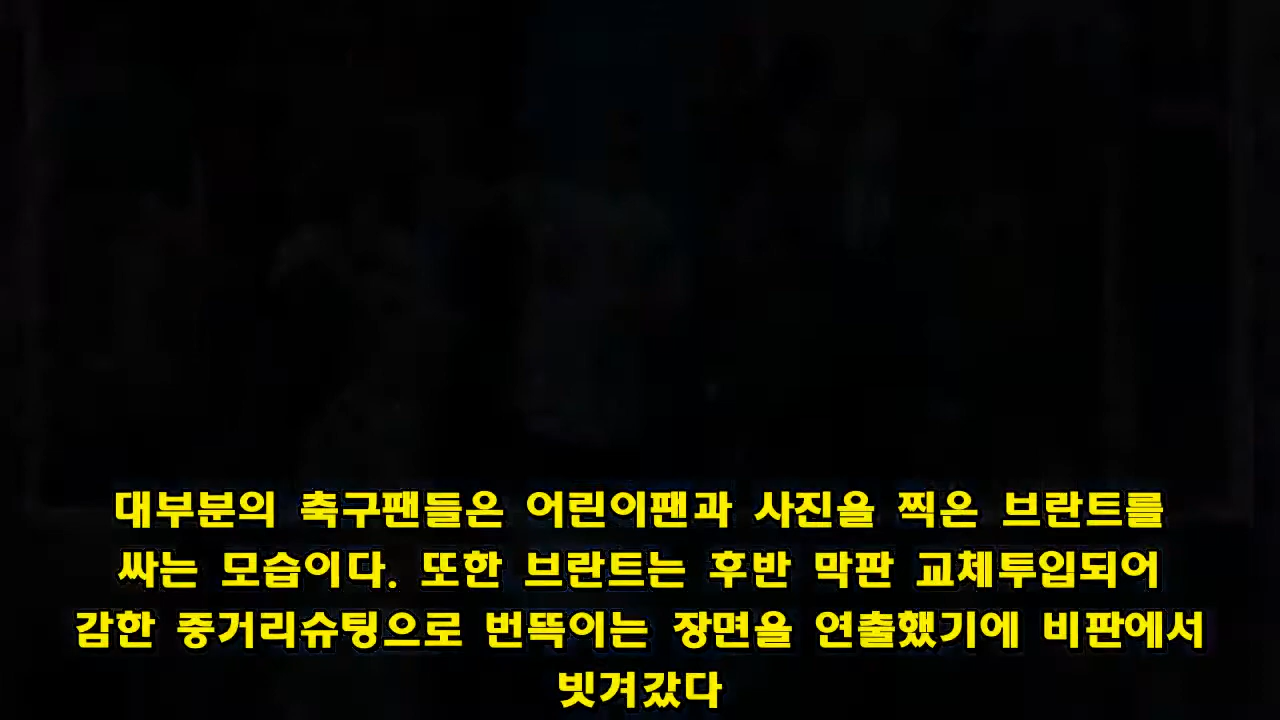 대부분의 축구팬들은 어린이팬과 사진을 찍은 브란트를
싸는 모습이다. 또한 브란트는 후반 막판 교체투입되어
감한 중거리슈팅으로 번뜩이는 장면을 연출했기에 비판에서
빗겨갔다